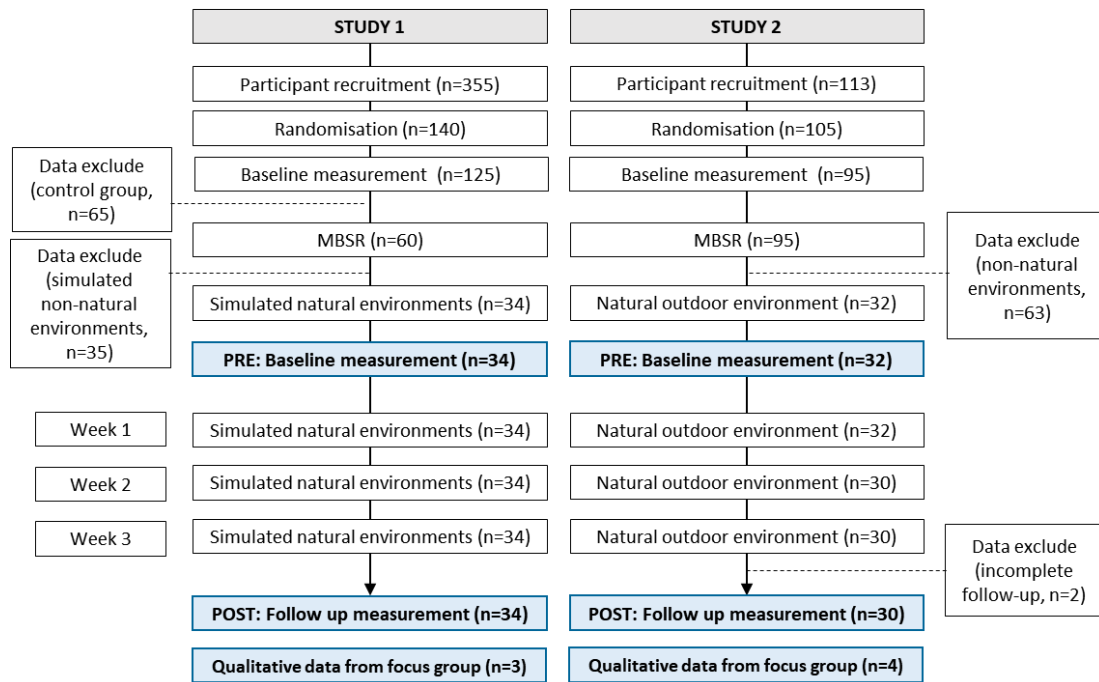 STUDY 1
STUDY 2
Participant recruitment (n=355)
Participant recruitment (n=113)
Randomisation (n=140)
Randomisation (n=105)
Data exclude
(control group,
n=65)
Baseline measurement (n=125)
Baseline measurement (n=95)
MBSR (n=60)
MBSR (n=95)
Data exclude
(simulated
non-natural
environments,
n=35)
Data exclude
(non-natural
environments,
n=63)
Simulated natural environments (n=34)
Natural outdoor environment (n=32)
PRE: Baseline measurement (n=34)
PRE: Baseline measurement (n=32)
Week 1
Simulated natural environments (n=34)
Natural outdoor environment (n=32)
Week 2
Simulated natural environments (n=34)
Natural outdoor environment (n=30)
Week 3
Simulated natural environments (n=34)
Natural outdoor environment (n=30)
Data exclude
(incomplete
follow-up, n=2)
POST: Follow up measurement (n=34)
POST: Follow up measurement (n=30)
Qualitative data from focus group (n=3)
Qualitative data from focus group (n=4)